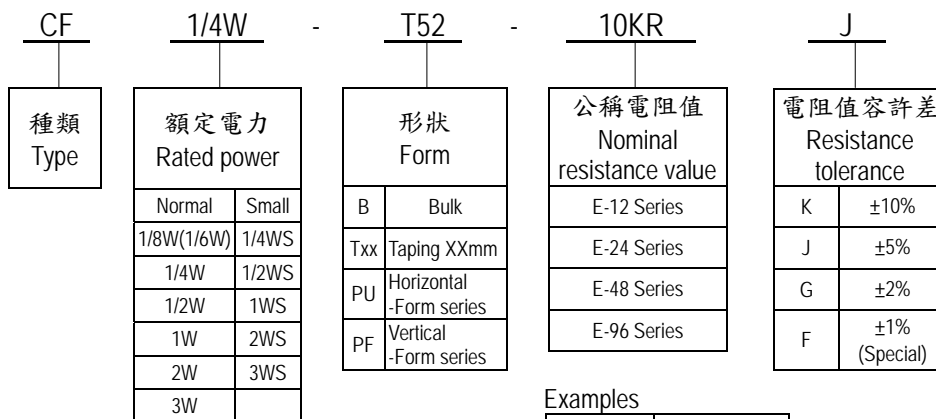 CF 1/4W - T52 - 10KR J
種類
Type
額定電力
Rated power
Normal Small
1/8W(1/6W) 1/4WS
1/4W 1/2WS
1/2W 1WS
1W 2WS
2W 3WS
3W
形狀
Form
B Bulk
Txx Taping XXmm
PU Horizontal
-Form series
PF Vertical
-Form series
公稱電阻值
Nominal
resistance value
E-12 Series
E-24 Series
E-48 Series
E-96 Series
電阻值容許差
Resistance
tolerance
K ±10%
J ±5%
G ±2%
F ±1%
(Special)
Examples